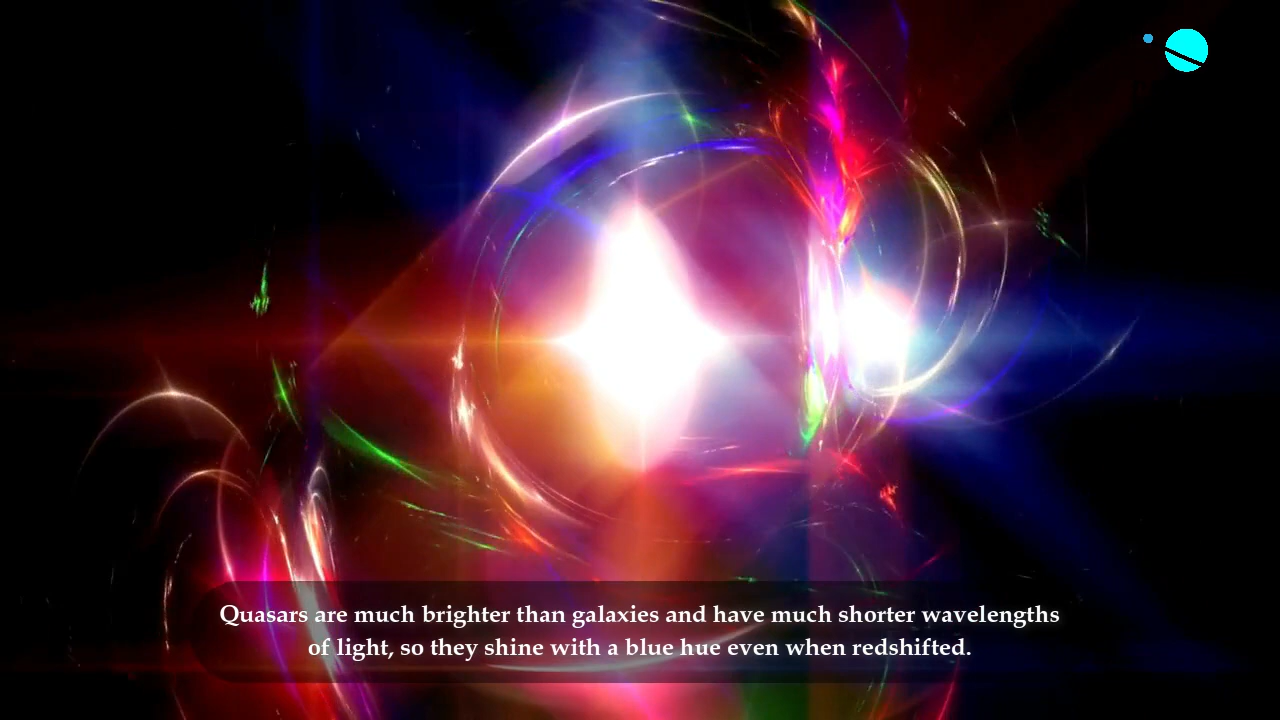 Quasars are much brighter than galaxies and have much shorter wavelengths
of light, so they shine with a blue hue even when redshifted.